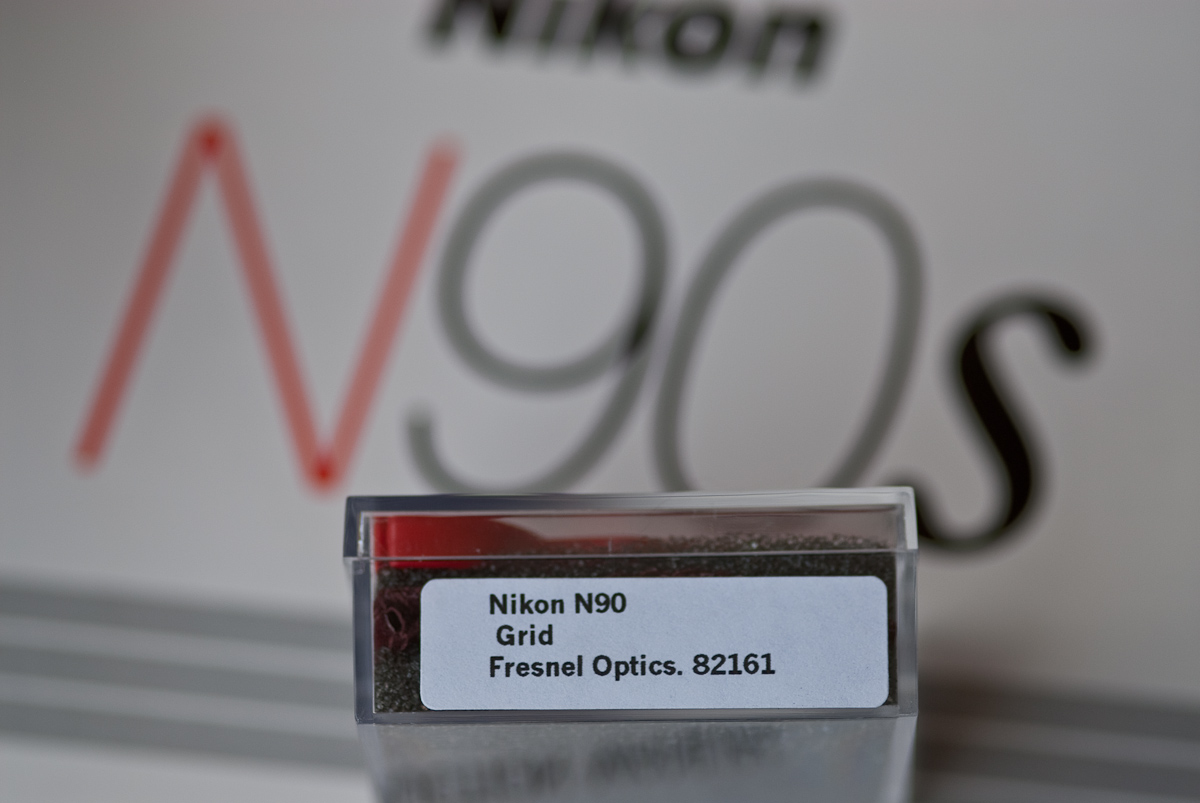 Nikon
N90s
Nikon N90
Grid
Fresnel Optics. 82161